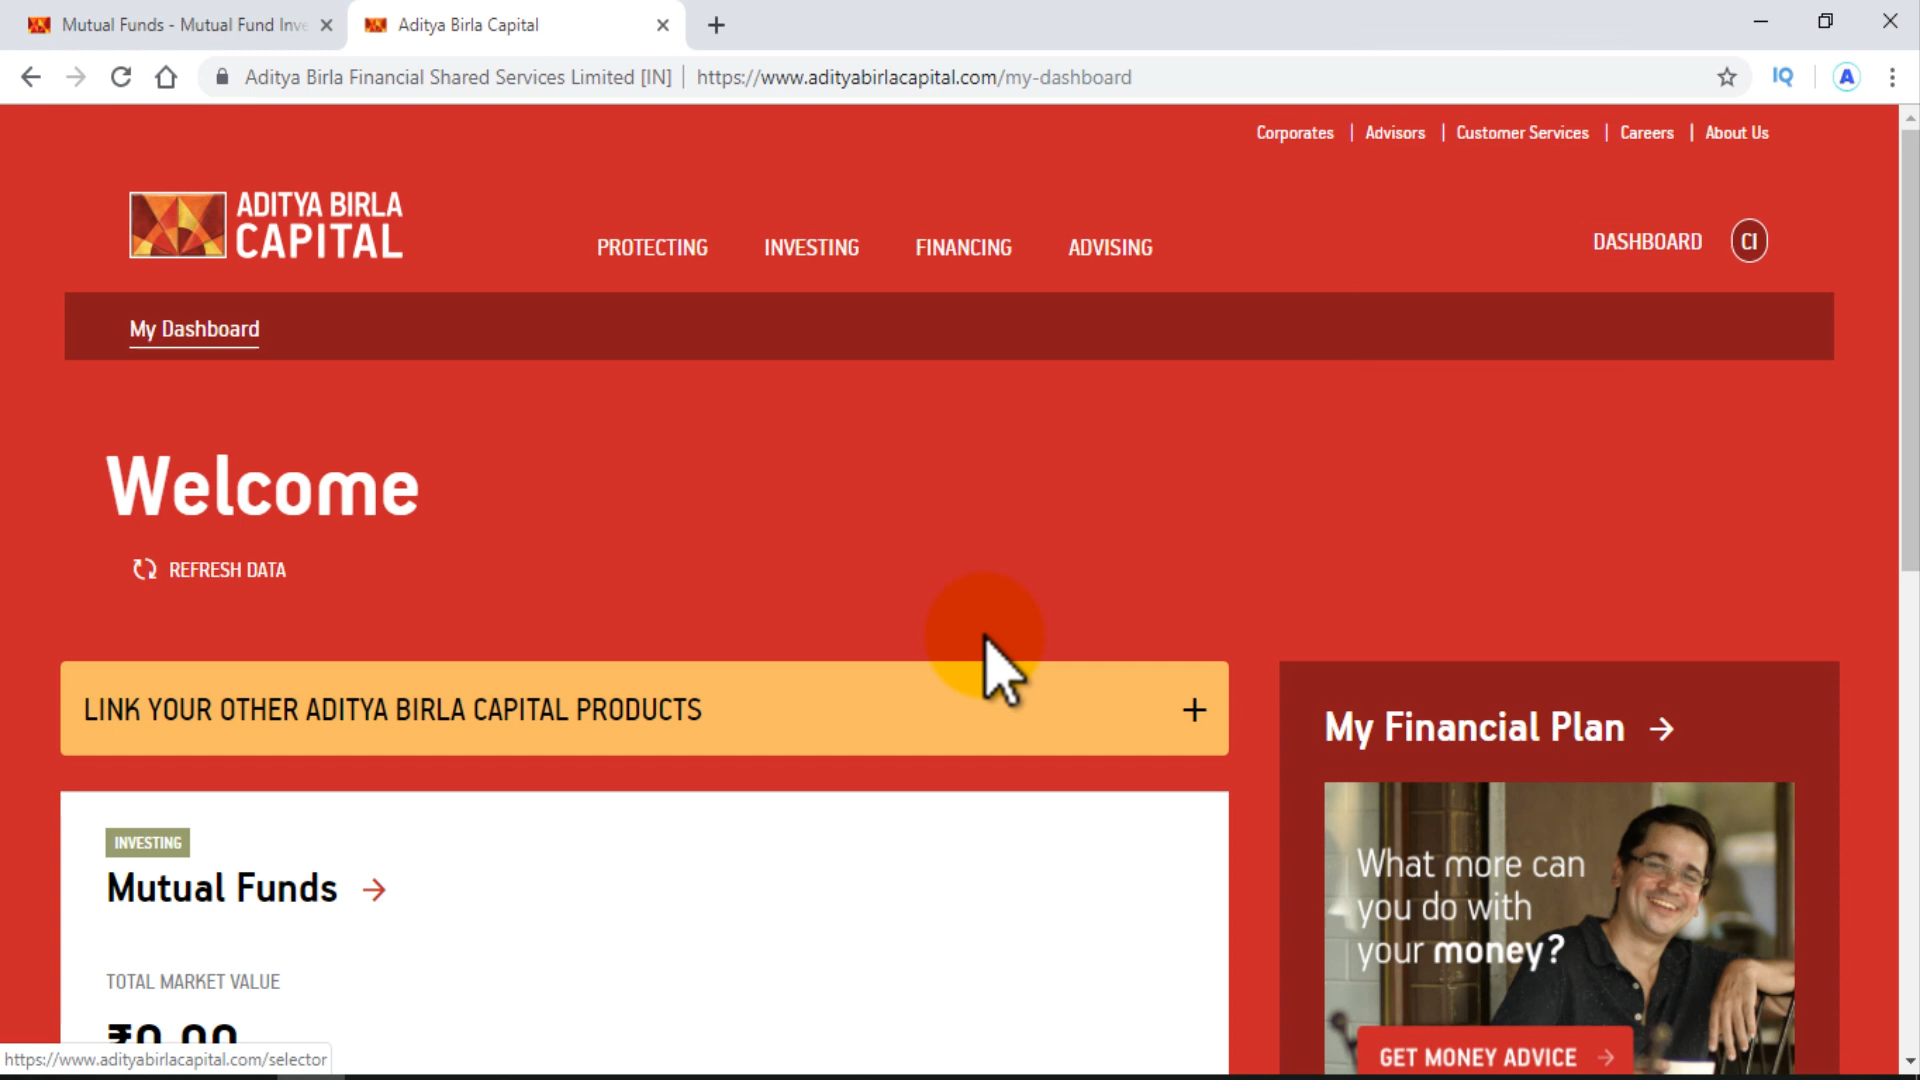 Mutual Funds - Mutual Fund Inve
Aditya Birla Capital
Aditya Birla Financial Shared Services Limited [IN] | https://www.adityabirlacapital.com/my-dashboard
IQ
A
Corporates | Advisors | Customer Services | Careers | About Us
ADITYA BIRLA
CAPITAL
PROTECTING INVESTING FINANCING ADVISING
DASHBOARD CI
My Dashboard
Welcome
REFRESH DATA
LINK YOUR OTHER ADITYA BIRLA CAPITAL PRODUCTS +
My Financial Plan →
INVESTING
Mutual Funds →
What more can
you do with
your money?
TOTAL MARKET VALUE
₹0.00
GET MONEY ADVICE →
https://www.adityabirlacapital.com/selector